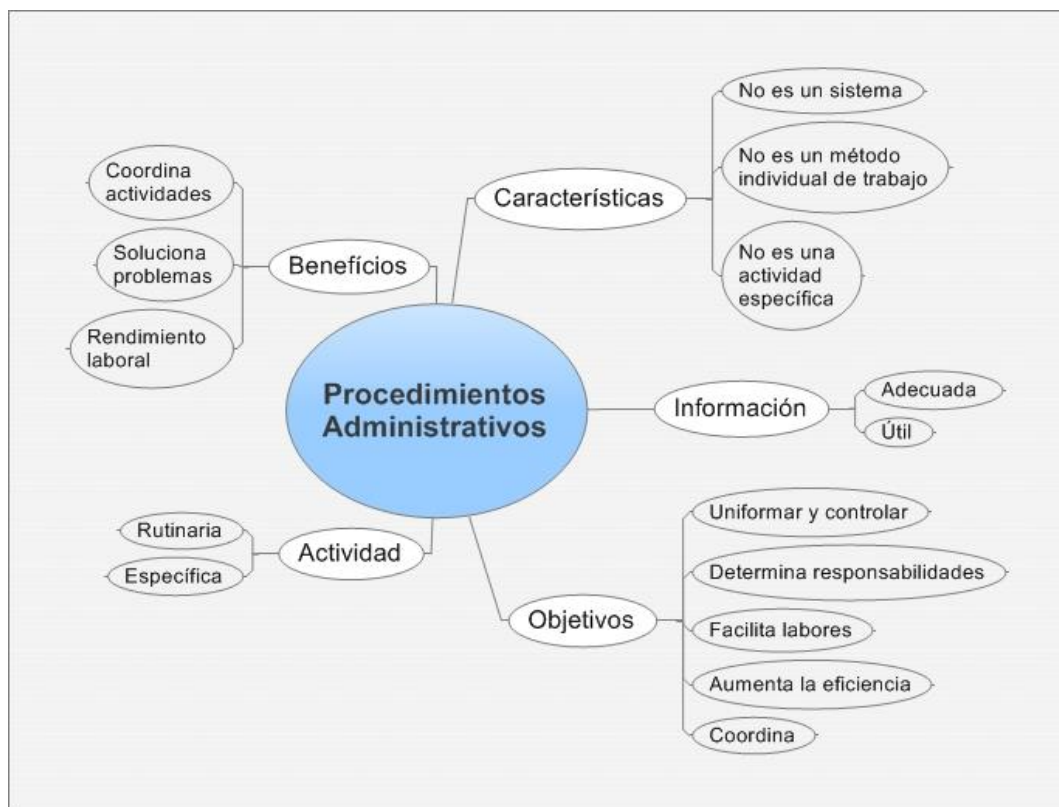 Procedimientos
Administrativos
Característícas
No es un sistema
No es un método
individual de trabajo
No es una
actividad
específica
Información
Adecuada
Útil
Objetivos
Uniformar y controlar
Determina responsabilidades
Facilita labores
Aumenta la eficiencia
Coordina
Actividad
Rutinaria
Específica
Benefícios
Coordina
actividades
Soluciona
problemas
Rendimiento
laboral